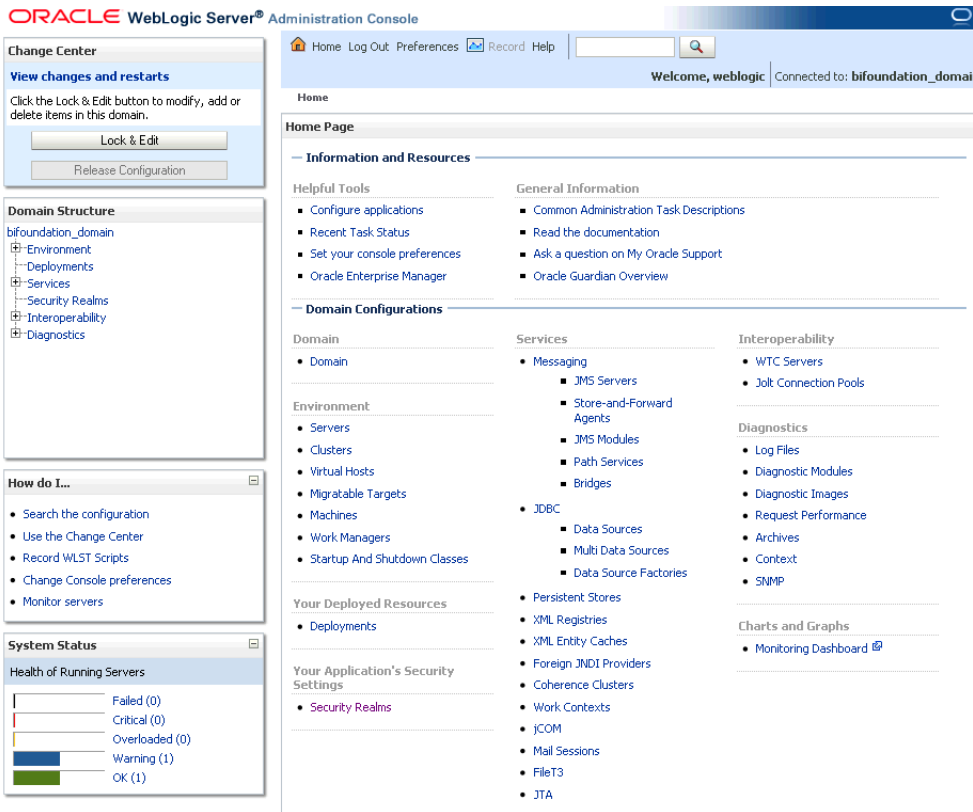 ORACLE WebLogic Server® Administration Console
Change Center
View changes and restarts
Click the Lock & Edit button to modify, add or
delete items in this domain.
Lock & Edit
Release Configuration
Domain Structure
bifoundation_domain
Environment
Deployments
Services
Security Realms
Interoperability
Diagnostics
How do I...
Search the configuration
Use the Change Center
Record WLST Scripts
Change Console preferences
Monitor servers
System Status
Health of Running Servers
Failed (0)
Critical (0)
Overloaded (0)
Warning (1)
OK (1)
Home Log Out Preferences Record Help
Welcome, weblogic Connected to: bifoundation_domai
Home
Home Page
Information and Resources
Helpful Tools
Configure applications
Recent Task Status
Set your console preferences
Oracle Enterprise Manager
General Information
Common Administration Task Descriptions
Read the documentation
Ask a question on My Oracle Support
Oracle Guardian Overview
Domain Configurations
Domain
Domain
Environment
Servers
Clusters
Virtual Hosts
Migratable Targets
Machines
Work Managers
Startup And Shutdown Classes
Your Deployed Resources
Deployments
Your Application's Security
Settings
Security Realms
Services
Messaging
JMS Servers
Store-and-Forward
Agents
JMS Modules
Path Services
Bridges
JDBC
Data Sources
Multi Data Sources
Data Source Factories
Persistent Stores
XML Registries
XML Entity Caches
Foreign JNDI Providers
Coherence Clusters
Work Contexts
jCOM
Mail Sessions
FileT3
JTA
Interoperability
WTC Servers
Jolt Connection Pools
Diagnostics
Log Files
Diagnostic Modules
Diagnostic Images
Request Performance
Archives
Context
SNMP
Charts and Graphs
Monitoring Dashboard